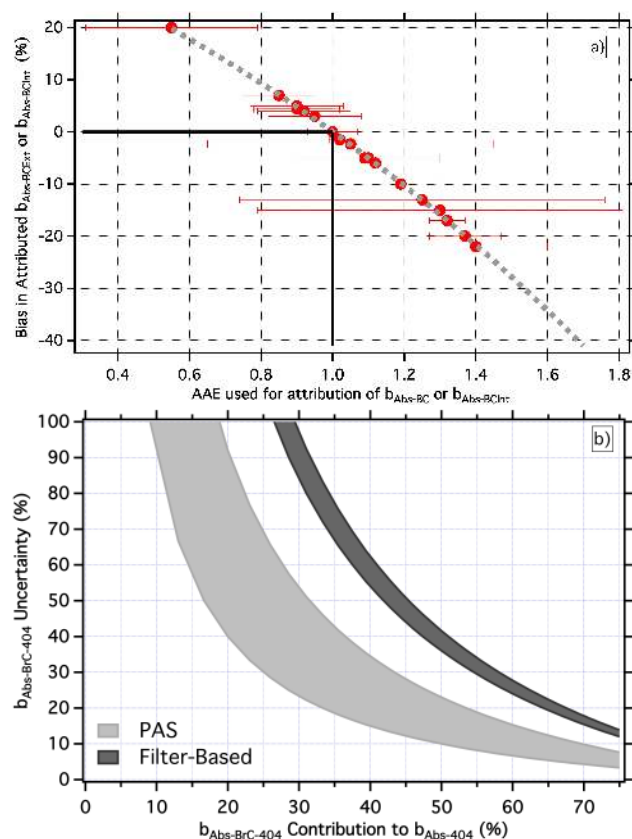 a)
20
10
0
-10
-20
-30
-40
Bias in Attributed bAbs-BCExt or bAbs-BCInt (%)
0.4 0.6 0.8 1.0 1.2 1.4 1.6 1.8
AAE used for attribution of bAbs-BC or bAbs-BCInt
b)
100
90
80
70
60
50
40
30
20
10
0
bAbs-BrC-404 Uncertainty (%)
PAS
Filter-Based
0 10 20 30 40 50 60 70
bAbs-BrC-404 Contribution to bAbs-404 (%)